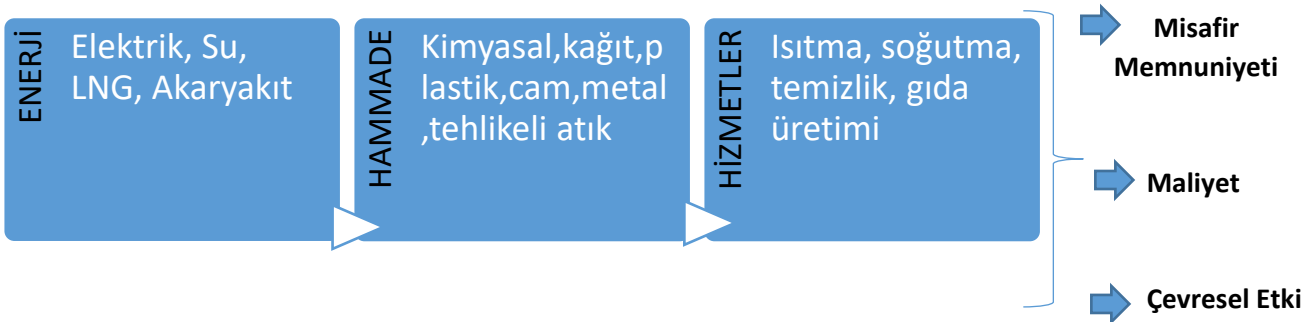 ENERJİ
Elektrik, Su,
LNG, Akaryakıt
HAMMADE
Kimyasal,kağıt,p
lastik,cam,metal
,tehlikeli atık
HİZMETLER
Isıtma, soğutma,
temizlik, gıda
üretimi
Misafir
Memnuniyeti
Maliyet
Çevresel Etki